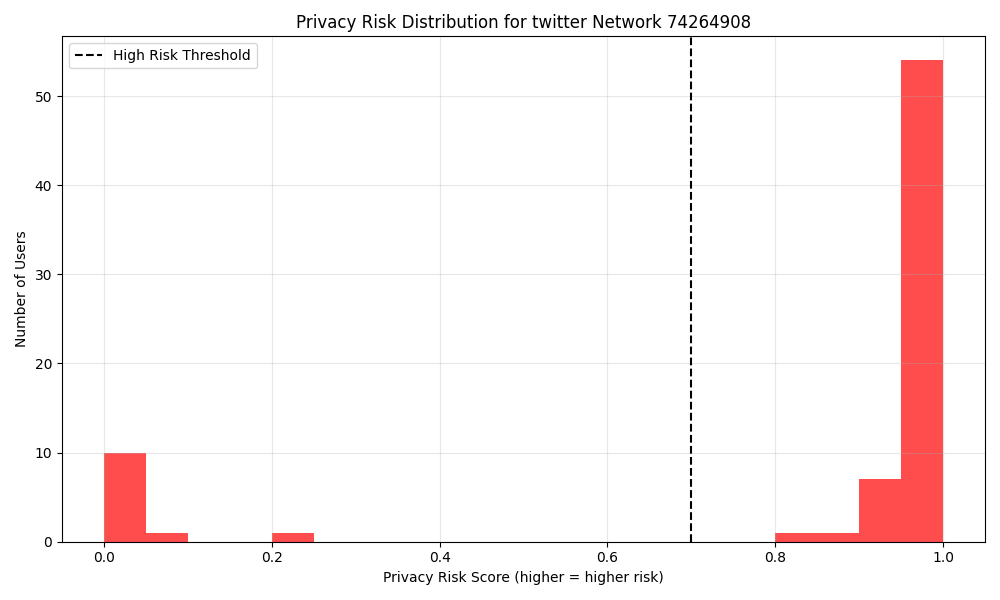 Privacy Risk Distribution for twitter Network 74264908
High Risk Threshold
Number of Users
50
40
30
20
10
0
0.0 0.2 0.4 0.6 0.8 1.0
Privacy Risk Score (higher = higher risk)